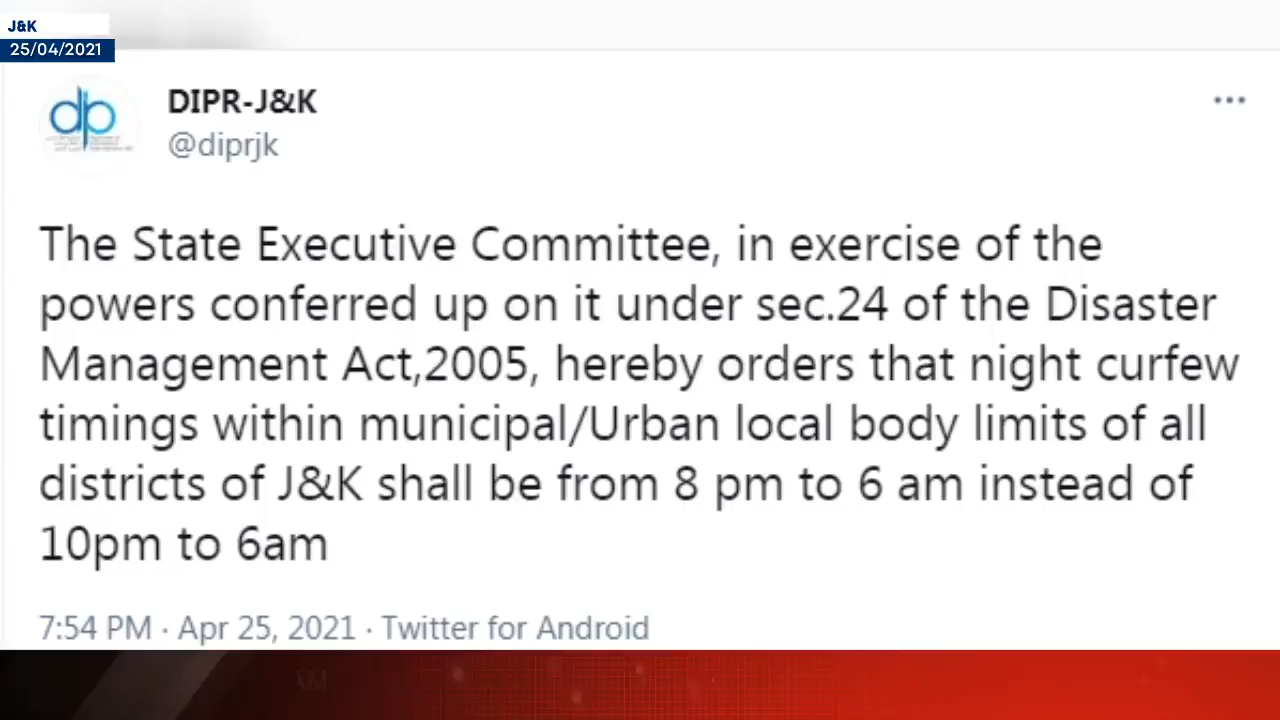 J&K
25/04/2021
DIPR-J&K
@diprjk
The State Executive Committee, in exercise of the
powers conferred up on it under sec.24 of the Disaster
Management Act,2005, hereby orders that night curfew
timings within municipal/Urban local body limits of all
districts of J&K shall be from 8 pm to 6 am instead of
10pm to 6am
7:54 PM · Apr 25, 2021 · Twitter for Android